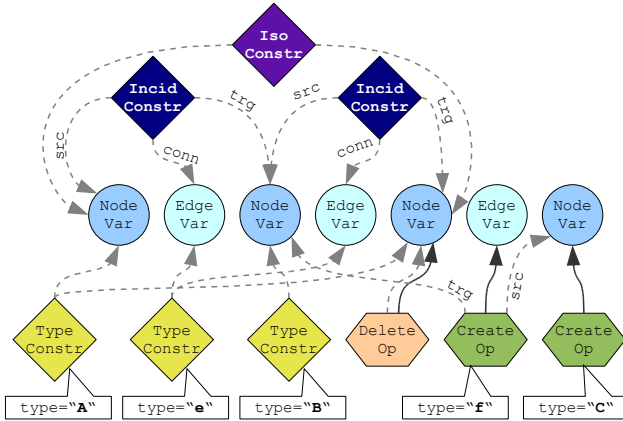 Iso
Constr
Incid
Constr
Incid
Constr
trg
src
src
conn
conn
trg
Node
Var
Edge
Var
Node
Var
Edge
Var
Node
Var
Edge
Var
Node
Var
trg
src
Type
Constr
Type
Constr
Type
Constr
Delete
Op
Create
Op
Create
Op
type="A"
type="e"
type="B"
type="f"
type="C"